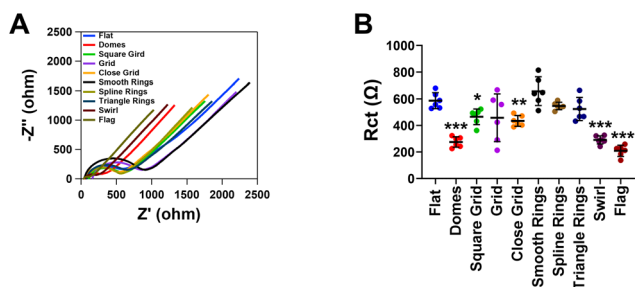 A
-Z'' (ohm)
2500
2000
1500
1000
500
0
0 500 1000 1500 2000 2500
Z' (ohm)
Flat
Domes
Square Gird
Grid
Close Grid
Smooth Rings
Spline Rings
Triangle Rings
Swirl
Flag
B
Rct (Ω)
1000
800
600
400
200
0
***
*
**
***
***
Flat
Domes
Square Grid
Grid
Close Grid
Smooth Rings
Spline Rings
Triangle Rings
Swirl
Flag